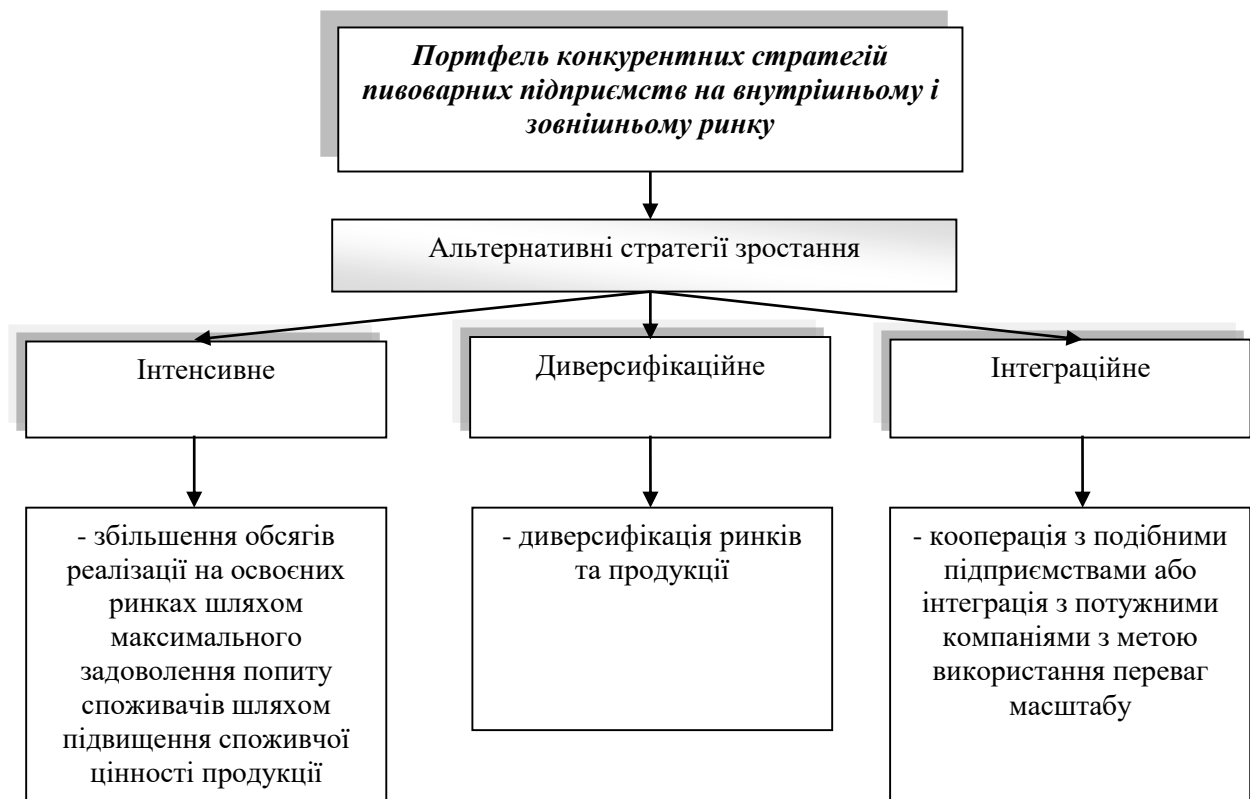 Портфель конкурентних стратегій
пивоварних підприємств на внутрішньому і
зовнішньому ринку
Альтернативні стратегії зростання
Інтенсивне
Диверсифікаційне
Інтеграційне
- збільшення обсягів
реалізації на освоєних
ринках шляхом
максимального
задоволення попиту
споживачів шляхом
підвищення споживчої
цінності продукції
- диверсифікація ринків
та продукції
- кооперація з подібними
підприємствами або
інтеграція з потужними
компаніями з метою
використання переваг
масштабу